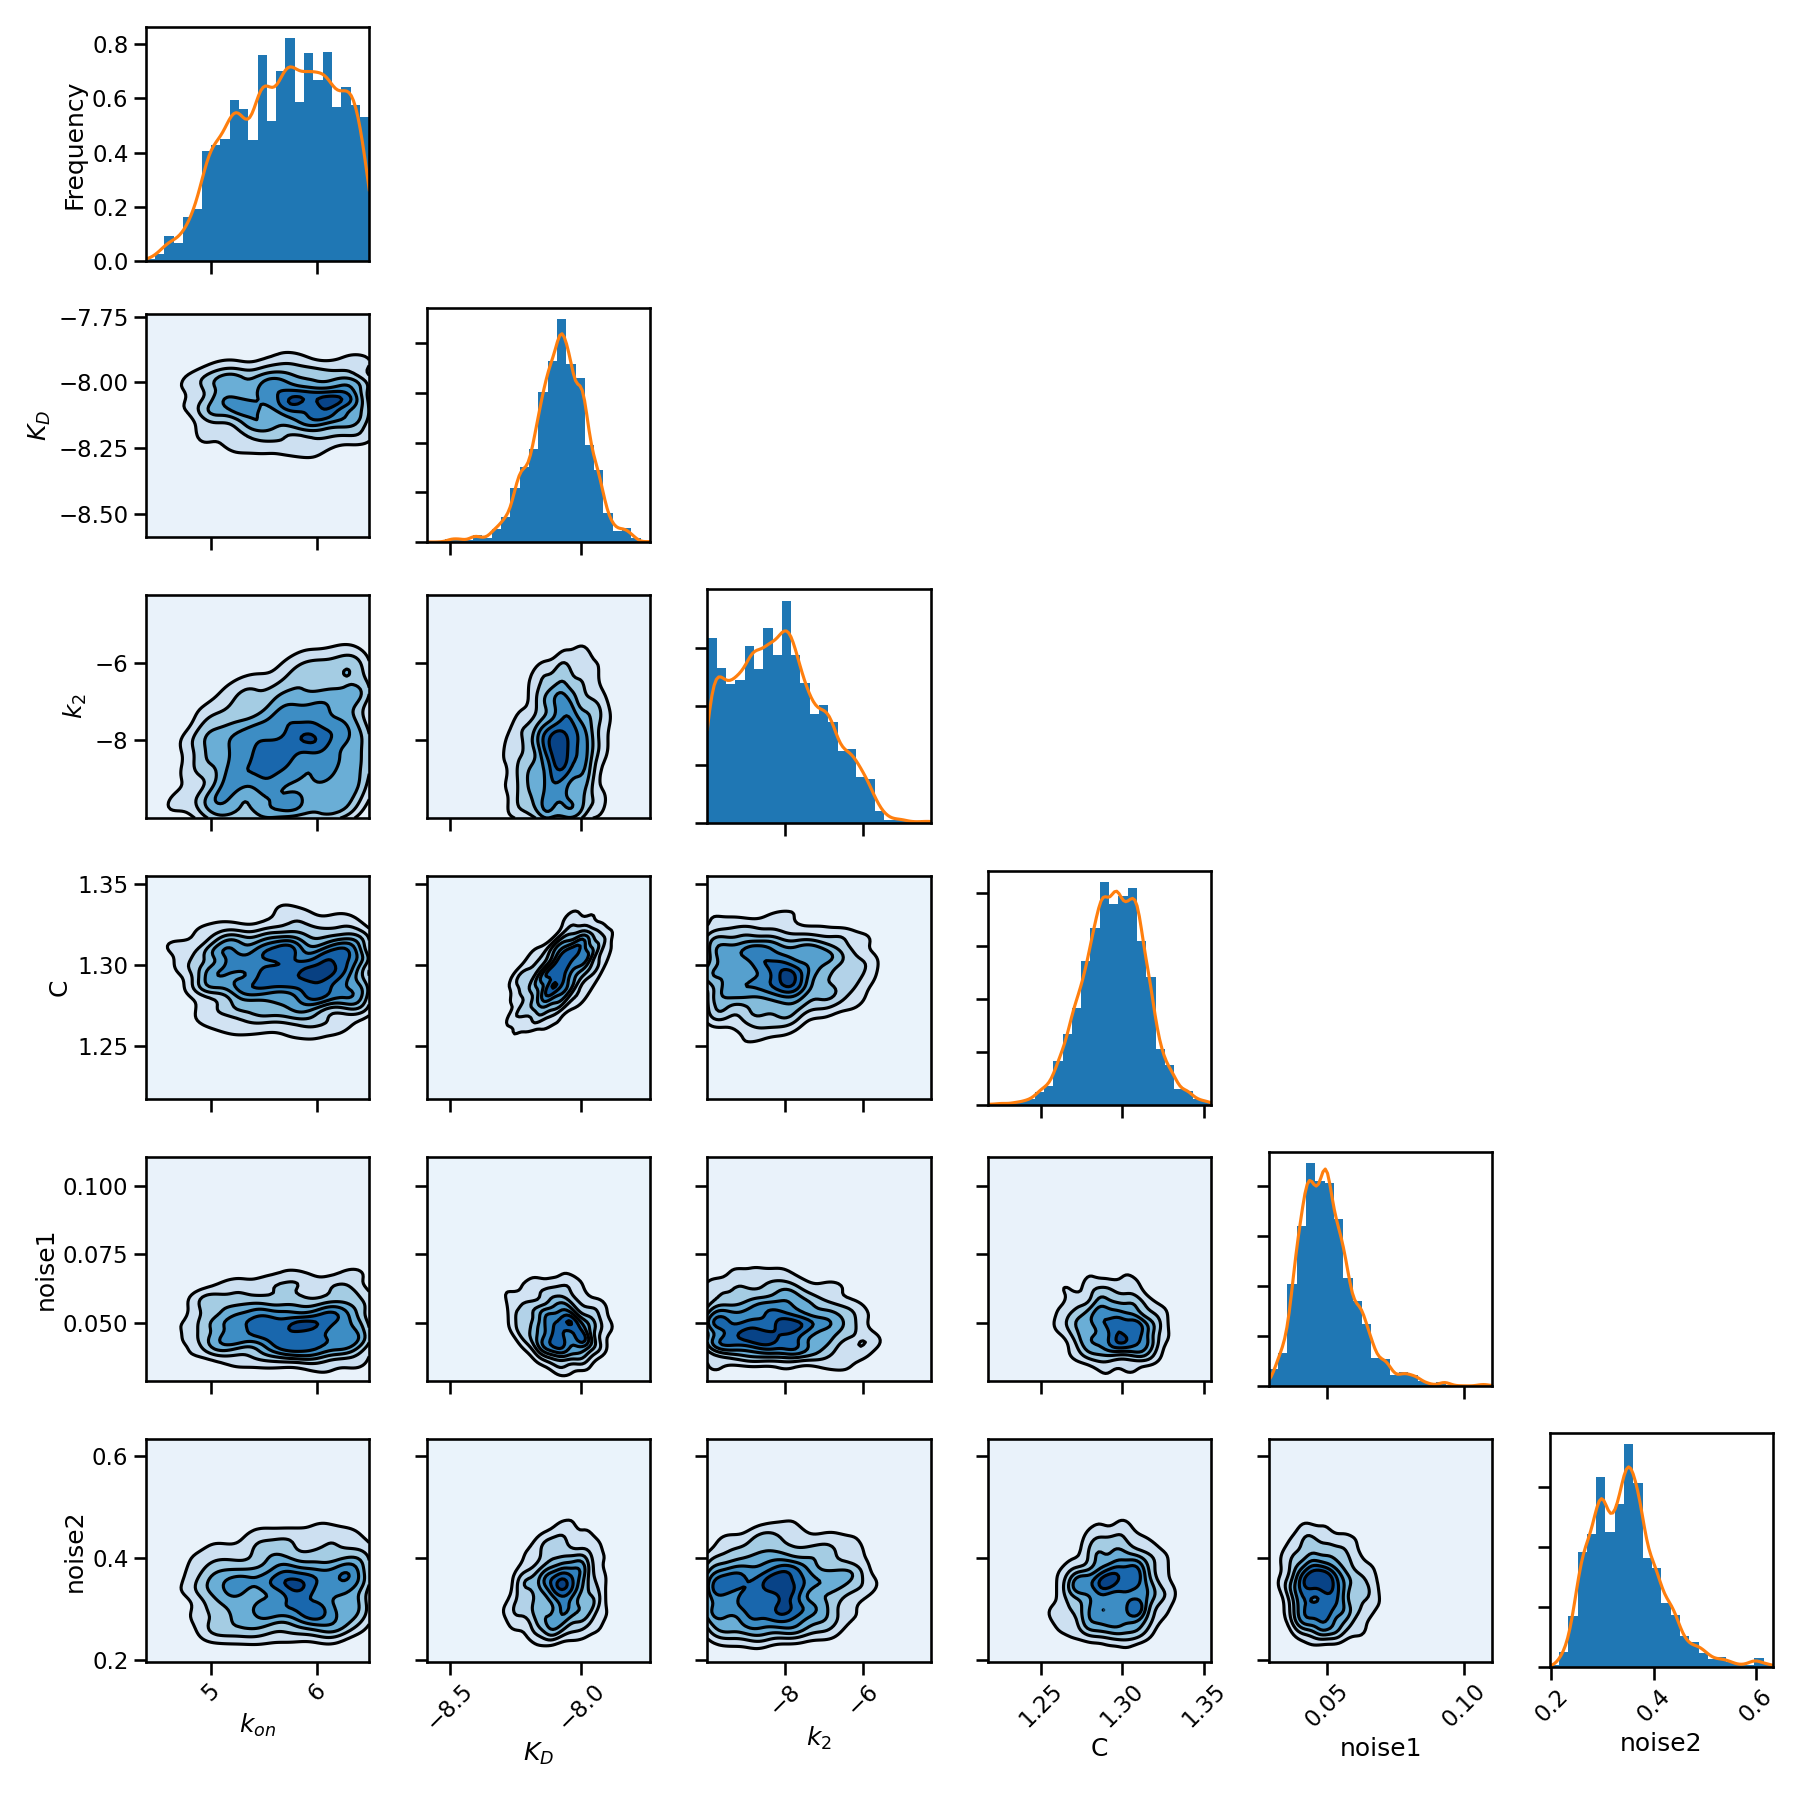 0.8
0.6
0.4
0.2
0.0
Frequency
−7.75
−8.00
−8.25
−8.50
K_D
−6
−8
k_2
1.35
1.30
1.25
C
0.100
0.075
0.050
noise1
0.6
0.4
0.2
noise2
5 6 −8.5 −8.0 −8 −6 1.25 1.30 1.35 0.05 0.10 0.2 0.4 0.6
k_on K_D k_2 C noise1 noise2